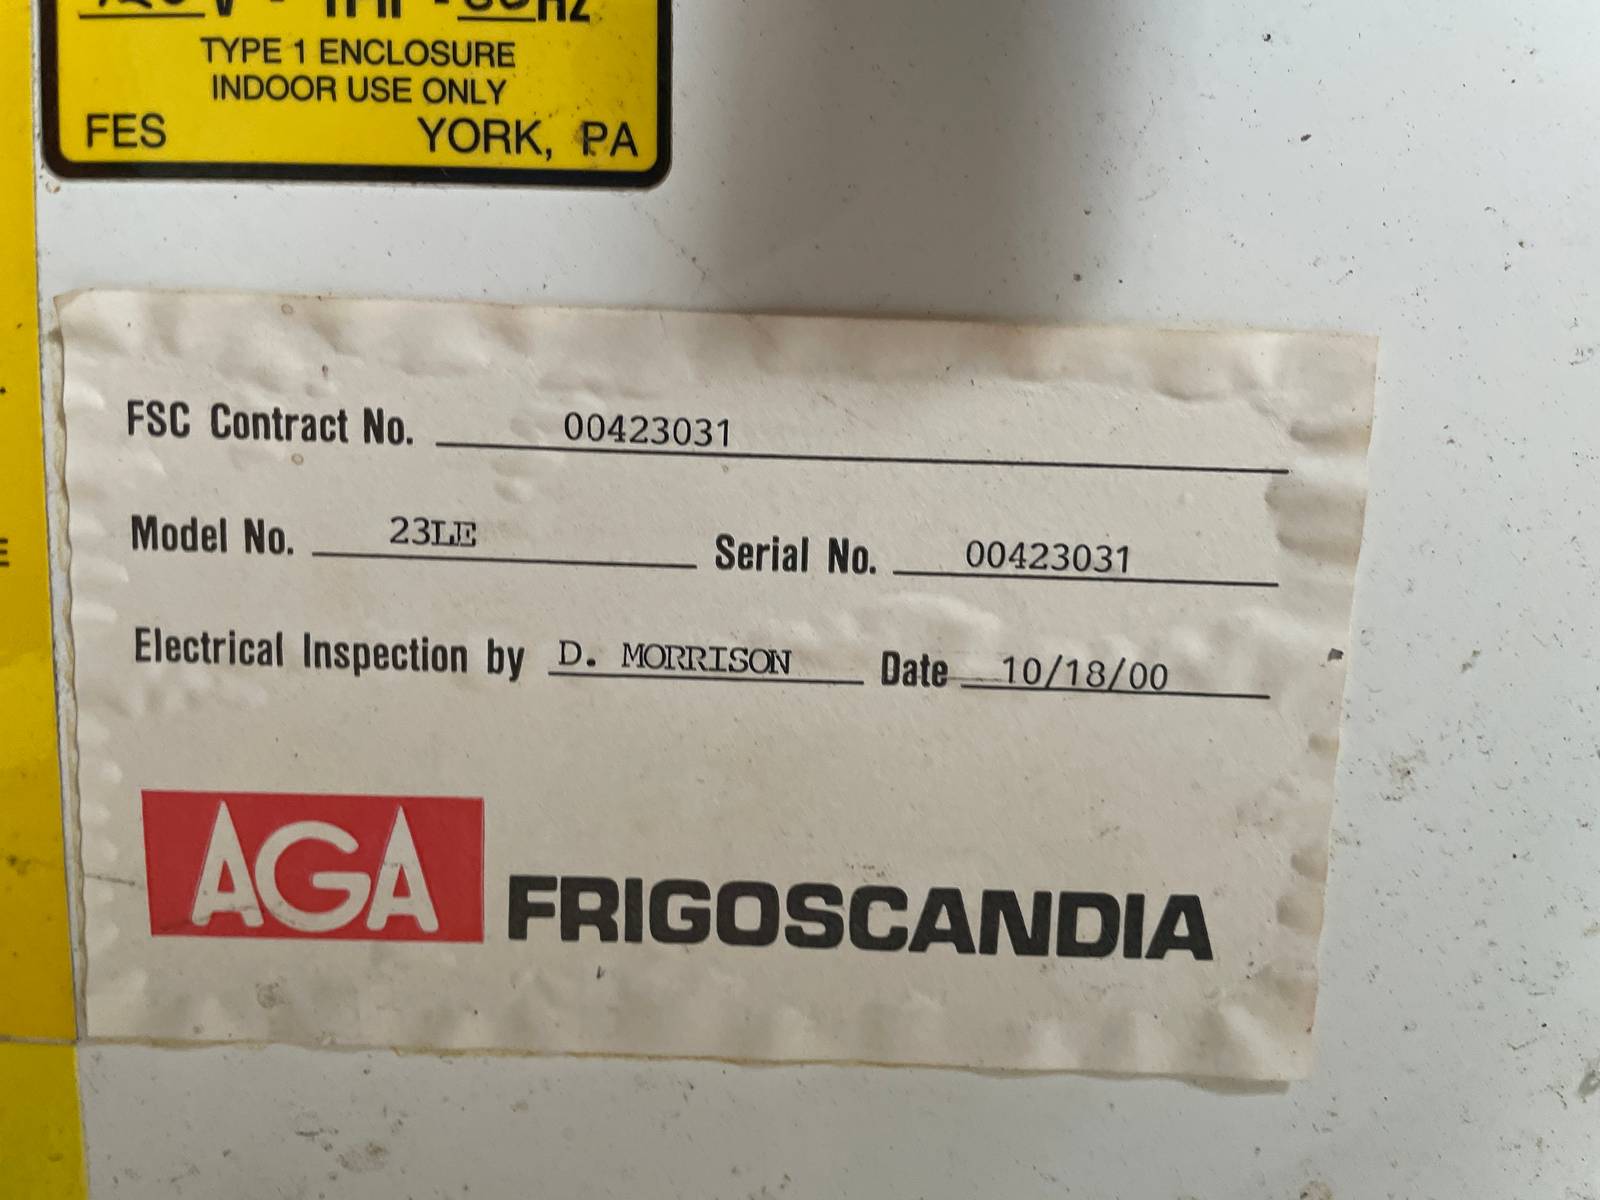 TYPE 1 ENCLOSURE
INDOOR USE ONLY
FES YORK, PA
FSC Contract No. 00423031
Model No. 23LE Serial No. 00423031
Electrical Inspection by D. MORRISON Date 10/18/00
AGA FRIGOSCANDIA